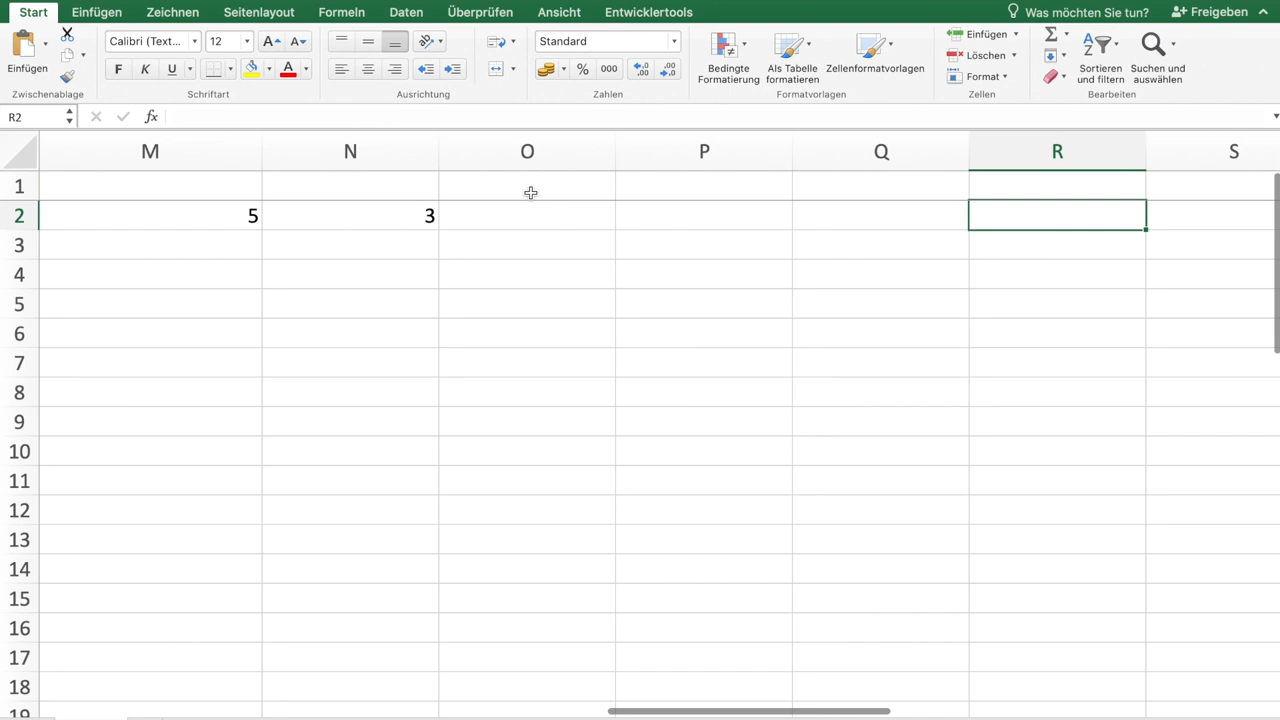 Start Einfügen Zeichnen Seitenlayout Formeln Daten Überprüfen Ansicht Entwicklertools Was möchten Sie tun? Freigeben
Einfügen
Calibri (Text... 12 A A
F K U A
Standard
% 000
Bedingte
Formatierung
Als Tabelle
formatieren
Zellenformatvorlagen
Einfügen
Löschen
Format
Sortieren
und filtern
Suchen und
auswählen
Zwischenablage Schriftart Ausrichtung Zahlen Formatvorlagen Zellen Bearbeiten
R2 fx
M N O P Q R S
1
2 5 3
3
4
5
6
7
8
9
10
11
12
13
14
15
16
17
18
19